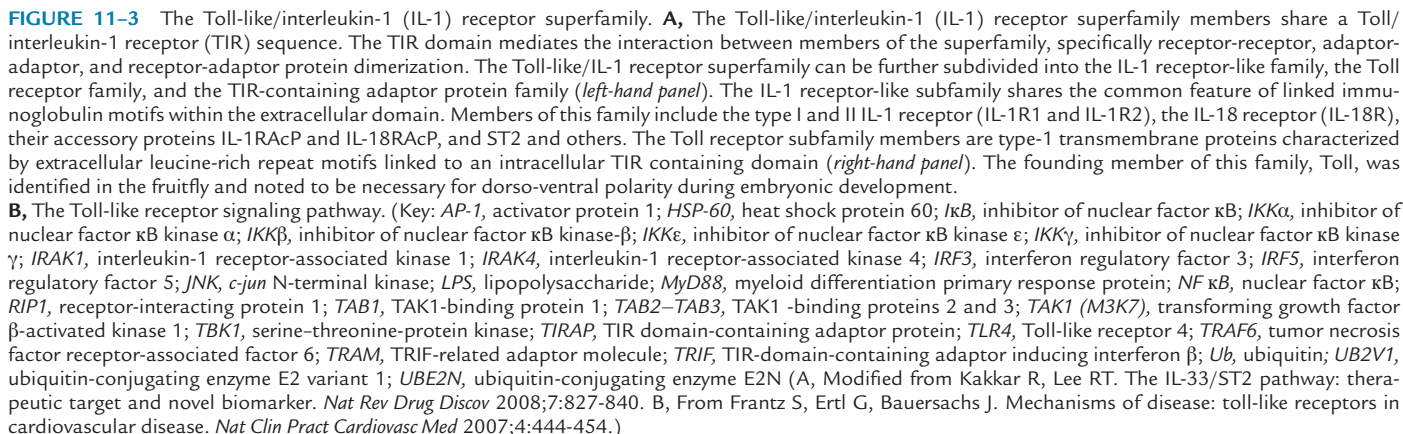 FIGURE 11–3 The Toll-like/interleukin-1 (IL-1) receptor superfamily. A, The Toll-like/interleukin-1 (IL-1) receptor superfamily members share a Toll/
interleukin-1 receptor (TIR) sequence. The TIR domain mediates the interaction between members of the superfamily, specifically receptor-receptor, adaptor-
adaptor, and receptor-adaptor protein dimerization. The Toll-like/IL-1 receptor superfamily can be further subdivided into the IL-1 receptor-like family, the Toll
receptor family, and the TIR-containing adaptor protein family (left-hand panel). The IL-1 receptor-like subfamily shares the common feature of linked immu-
noglobulin motifs within the extracellular domain. Members of this family include the type I and II IL-1 receptor (IL-1R1 and IL-1R2), the IL-18 receptor (IL-18R),
their accessory proteins IL-1RAcP and IL-18RAcP, and ST2 and others. The Toll receptor subfamily members are type-1 transmembrane proteins characterized
by extracellular leucine-rich repeat motifs linked to an intracellular TIR containing domain (right-hand panel). The founding member of this family, Toll, was
identified in the fruitfly and noted to be necessary for dorso-ventral polarity during embryonic development.
B, The Toll-like receptor signaling pathway. (Key: AP-1, activator protein 1; HSP-60, heat shock protein 60; IκB, inhibitor of nuclear factor κB; IKKα, inhibitor of
nuclear factor κB kinase α; IKKβ, inhibitor of nuclear factor κB kinase-β; IKKε, inhibitor of nuclear factor κB kinase ε; IKKγ, inhibitor of nuclear factor κB kinase
γ; IRAK1, interleukin-1 receptor-associated kinase 1; IRAK4, interleukin-1 receptor-associated kinase 4; IRF3, interferon regulatory factor 3; IRF5, interferon
regulatory factor 5; JNK, c-jun N-terminal kinase; LPS, lipopolysaccharide; MyD88, myeloid differentiation primary response protein; NF κB, nuclear factor κB;
RIP1, receptor-interacting protein 1; TAB1, TAK1-binding protein 1; TAB2–TAB3, TAK1 -binding proteins 2 and 3; TAK1 (M3K7), transforming growth factor
β-activated kinase 1; TBK1, serine–threonine-protein kinase; TIRAP, TIR domain-containing adaptor protein; TLR4, Toll-like receptor 4; TRAF6, tumor necrosis
factor receptor-associated factor 6; TRAM, TRIF-related adaptor molecule; TRIF, TIR-domain-containing adaptor inducing interferon β; Ub, ubiquitin; UB2V1,
ubiquitin-conjugating enzyme E2 variant 1; UBE2N, ubiquitin-conjugating enzyme E2N (A, Modified from Kakkar R, Lee RT. The IL-33/ST2 pathway: thera-
peutic target and novel biomarker. Nat Rev Drug Discov 2008;7:827-840. B, From Frantz S, Ertl G, Bauersachs J. Mechanisms of disease: toll-like receptors in
cardiovascular disease. Nat Clin Pract Cardiovasc Med 2007;4:444-454.)